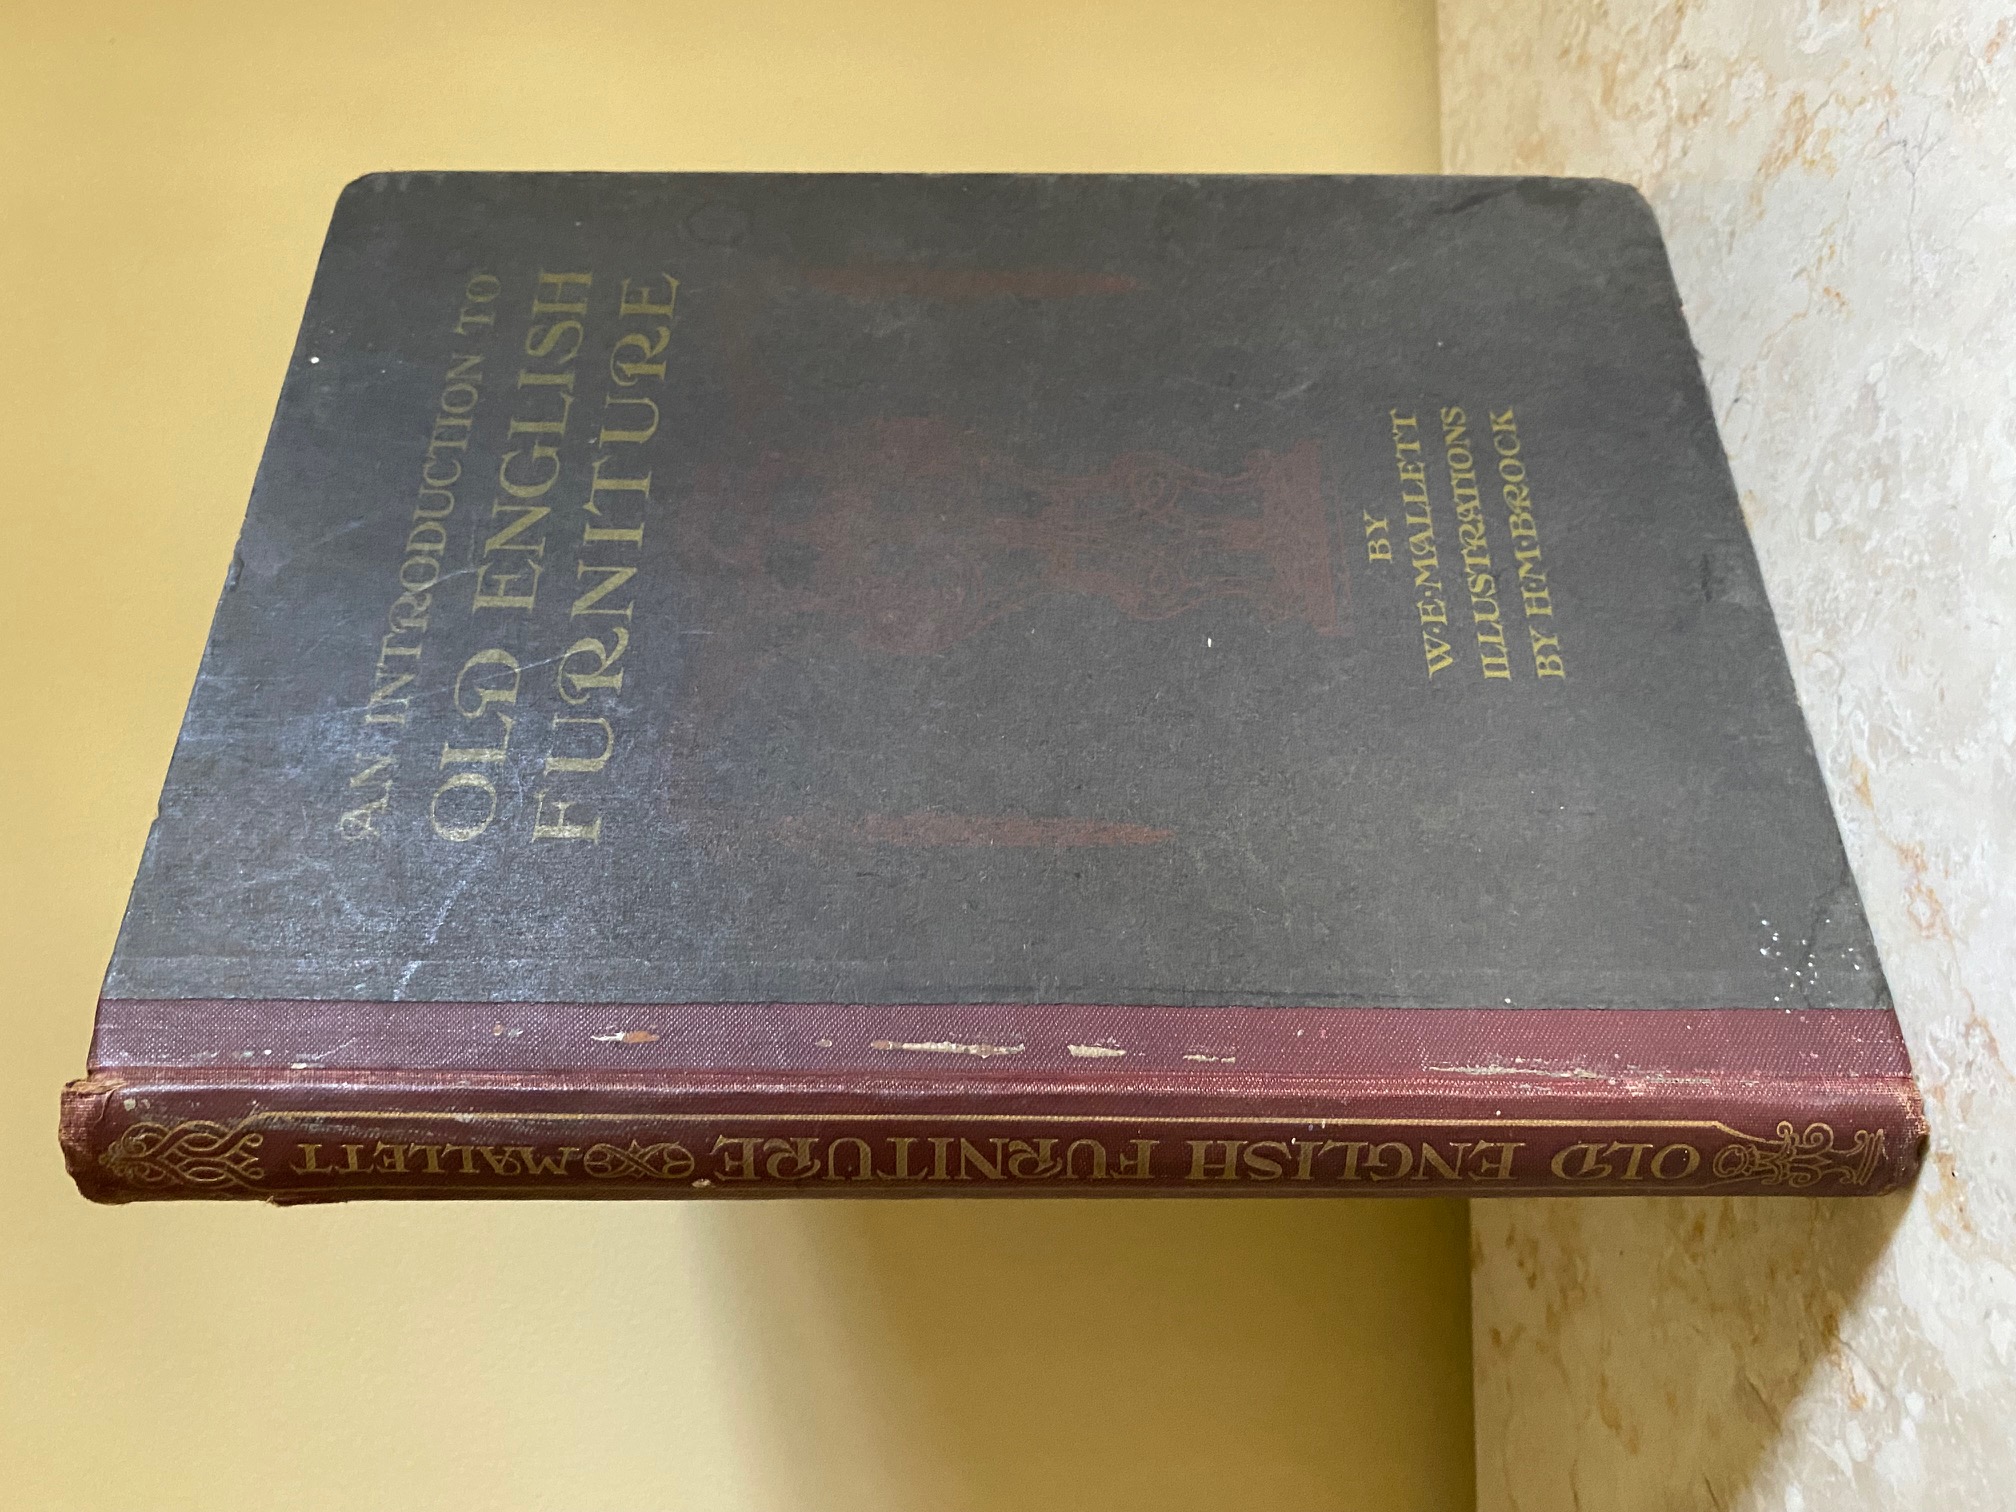 AN INTRODUCTION TO
OLD ENGLISH
FURNITURE
BY
W·E·MALLETT
ILLUSTRATIONS
BY H·M·BROCK
OLD ENGLISH FURNITURE MALLETT